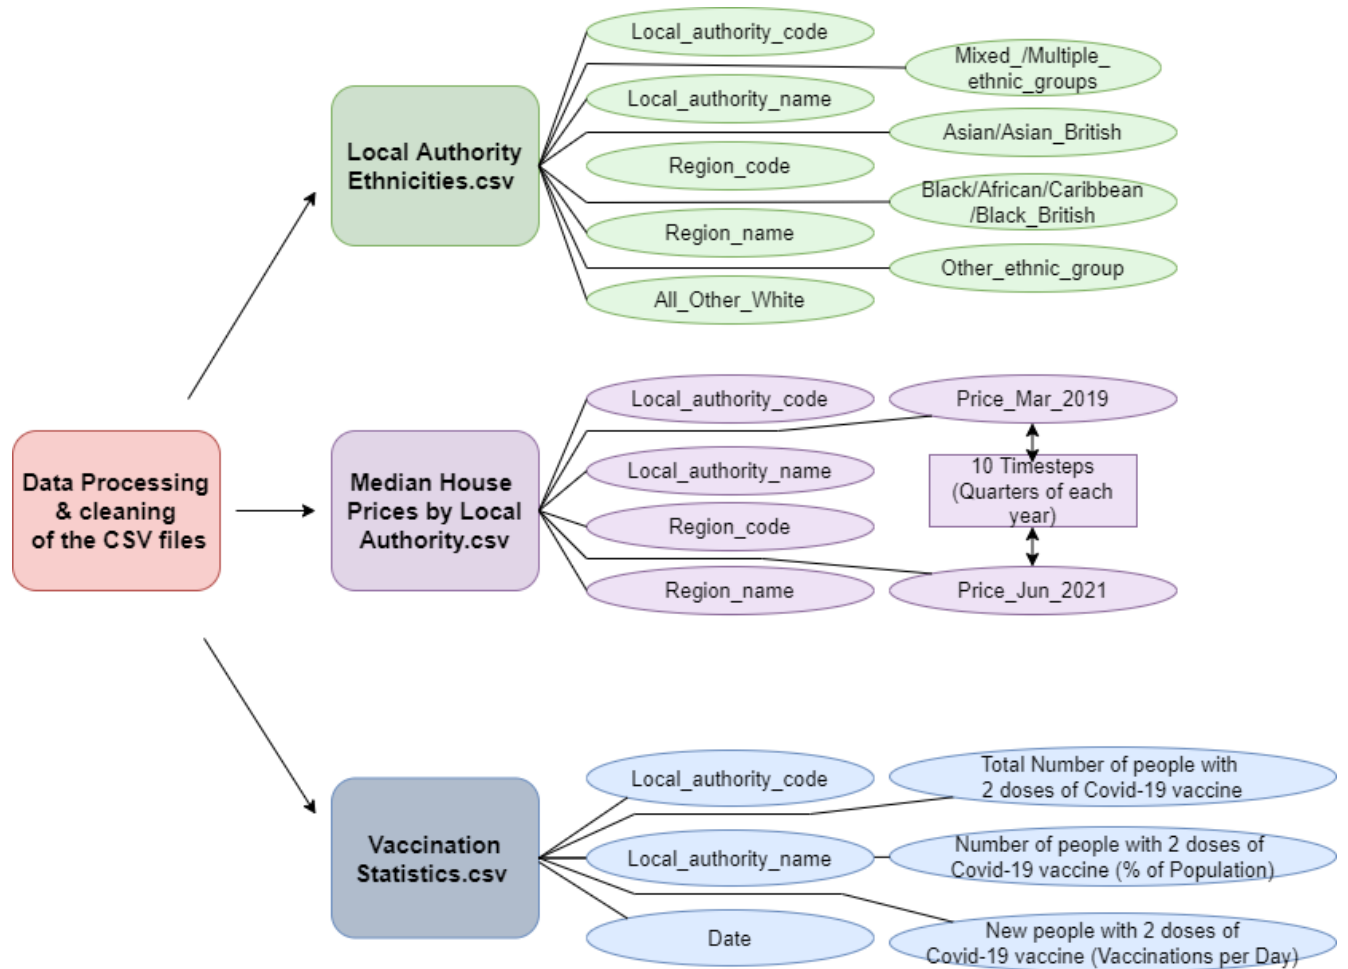 Data Processing
& cleaning
of the CSV files
Local Authority
Ethnicities.csv
Local_authority_code
Mixed_/Multiple_
ethnic_groups
Local_authority_name
Asian/Asian_British
Region_code
Black/African/Caribbean
/Black_British
Region_name
Other_ethnic_group
All_Other_White
Median House
Prices by Local
Authority.csv
Local_authority_code
Price_Mar_2019
Local_authority_name
10 Timesteps
(Quarters of each
year)
Region_code
Region_name
Price_Jun_2021
Vaccination
Statistics.csv
Local_authority_code
Total Number of people with
2 doses of Covid-19 vaccine
Local_authority_name
Number of people with 2 doses of
Covid-19 vaccine (% of Population)
Date
New people with 2 doses of
Covid-19 vaccine (Vaccinations per Day)